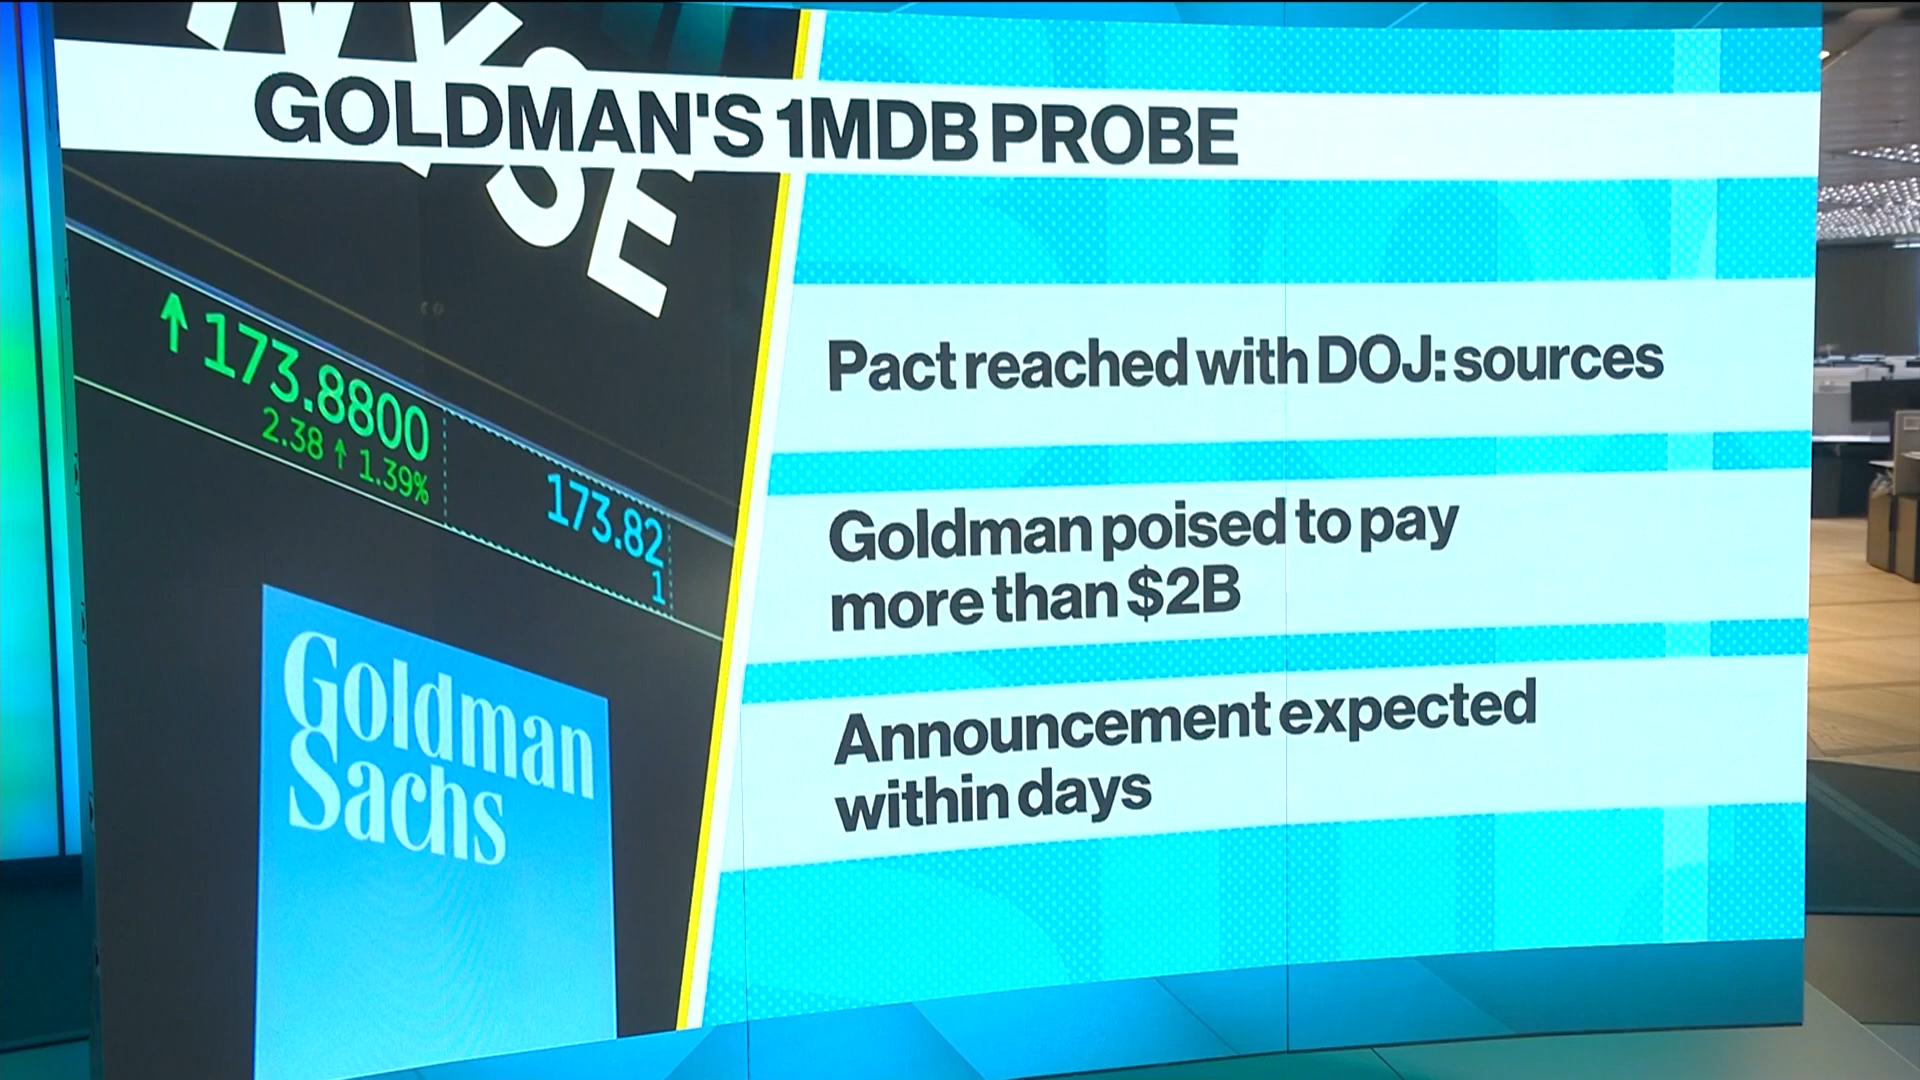 NYSE
GOLDMAN'S 1MDB PROBE
↑173.8800
2.38 ↑ 1.39%
173.82
1
Goldman
Sachs
Pact reached with DOJ: sources
Goldman poised to pay
more than $2B
Announcement expected
within days